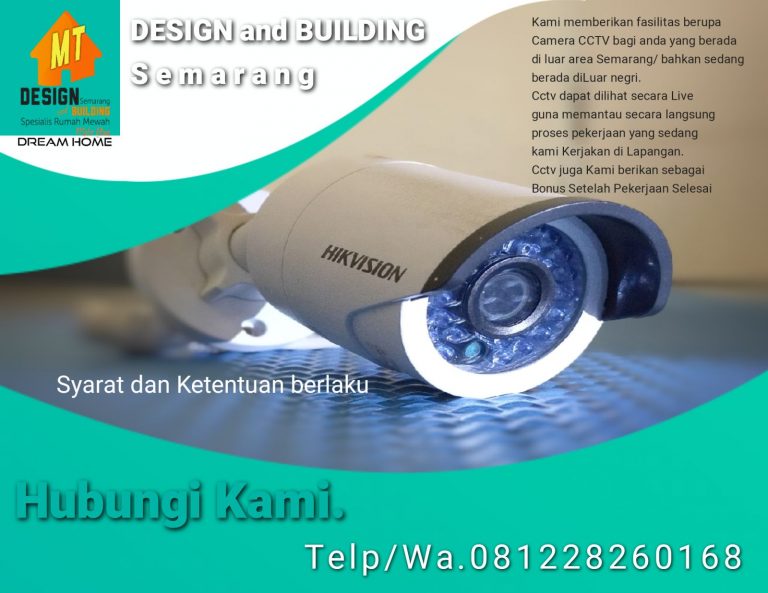 MT
DESIGN Semarang
and BUILDING
Spesialis Rumah Mewah
DREAM HOME
DESIGN and BUILDING
Semarang
Kami memberikan fasilitas berupa
Camera CCTV bagi anda yang berada
di luar area Semarang/ bahkan sedang
berada diLuar negri.
Cctv dapat dilihat secara Live
guna memantau secara langsung
proses pekerjaan yang sedang
kami Kerjakan di Lapangan.
Cctv juga Kami berikan sebagai
Bonus Setelah Pekerjaan Selesai
HIKVISION
Syarat dan Ketentuan berlaku
Hubungi Kami.
Telp/Wa.081228260168